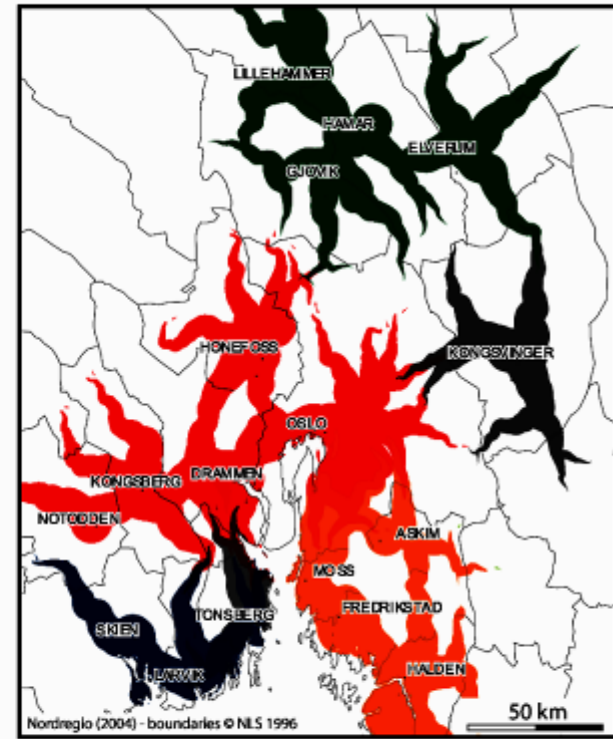 LILLEHAMMER
HAMAR
ELVERUM
GJOVIK
HONEFOSS
KONGSVINGER
OSLO
DRAMMEN
KONGSBERG
NOTODDEN
ASKIM
MOSS
FREDRIKSTAD
TONSBERG
SKIEN
HALDEN
LARVIK
50 km
Nordregio (2004) - boundaries © NLS 1996